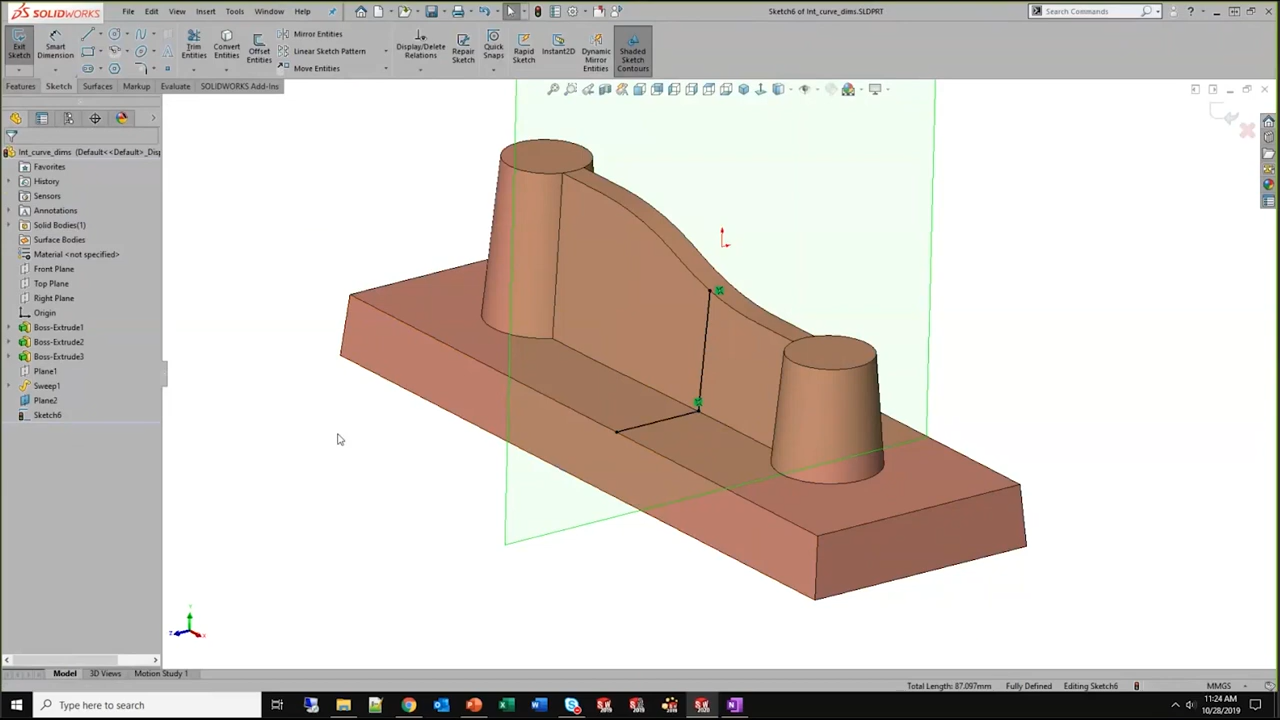 SOLIDWORKS File Edit View Insert Tools Window Help Sketch6 of Int_curve_dims.SLDPRT Search Commands
Exit Sketch Smart Dimension Trim Entities Convert Entities Offset Entities Mirror Entities Linear Sketch Pattern Move Entities Display/Delete Relations Repair Sketch Quick Snaps Rapid Sketch Instant2D Dynamic Mirror Entities Shaded Sketch Contours
Features Sketch Markup Surfaces Evaluate SOLIDWORKS Add-Ins
Int_curve_dims (Default<<Default>_Disp
Favorites
History
Sensors
Annotations
Solid Bodies(1)
Surface Bodies
Material <not specified>
Front Plane
Top Plane
Right Plane
Origin
Boss-Extrude1
Boss-Extrude2
Boss-Extrude3
Plane1
Sweep1
Plane2
Sketch6
Model 3D Views Motion Study 1
Total Length: 87.097mm Fully Defined Editing Sketch6 MMGS
Type here to search
11:24 AM
10/28/2019